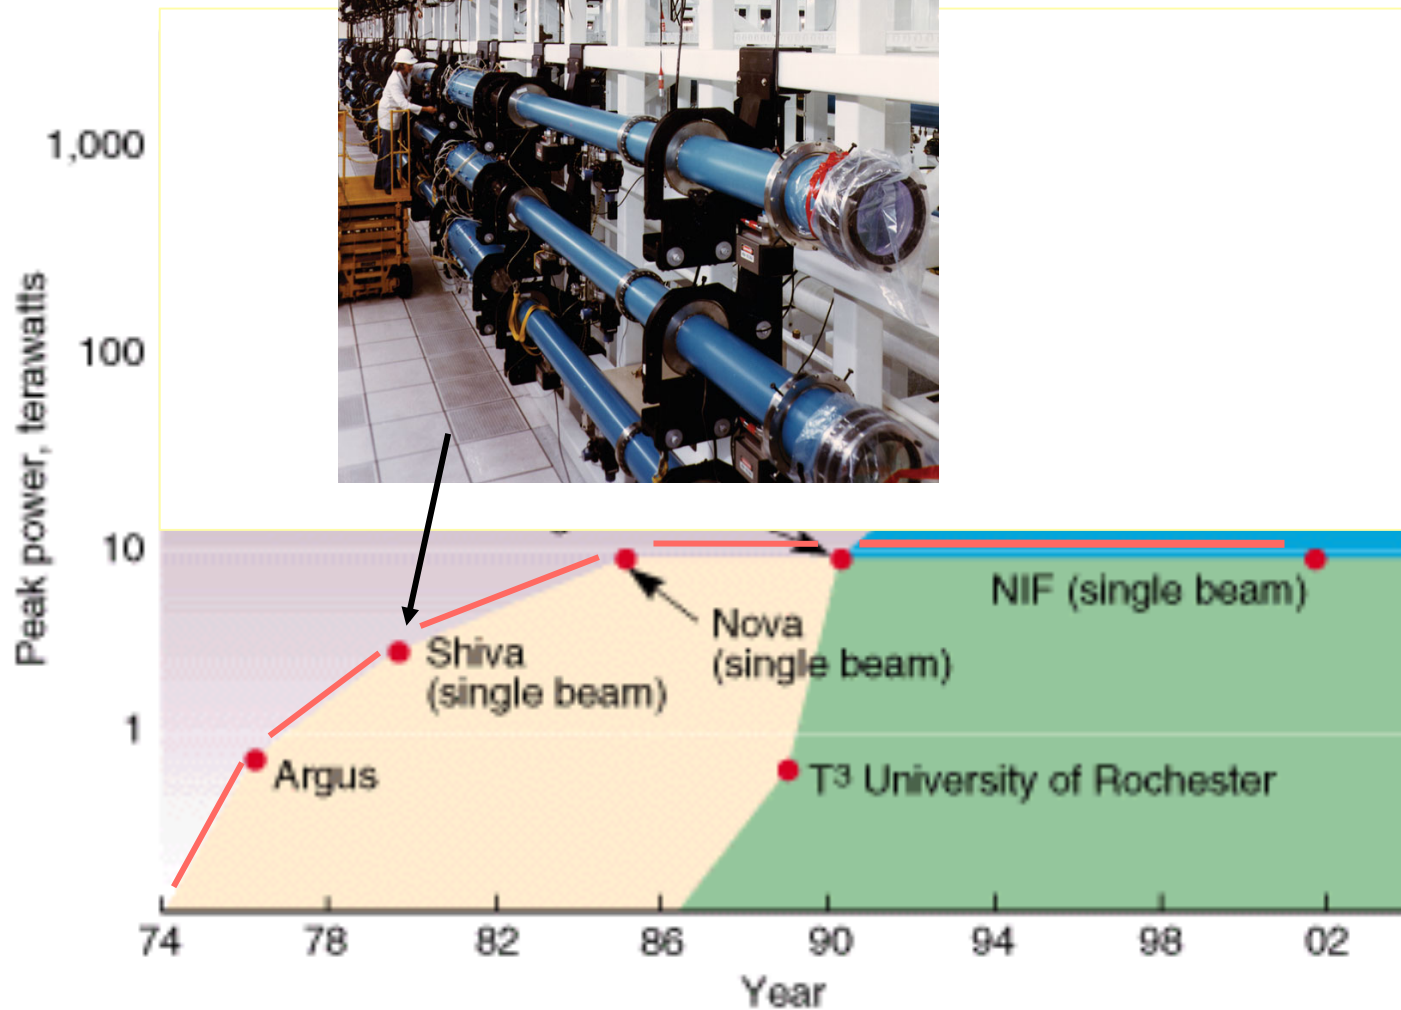 Peak power, terawatts
1,000
100
10
1
NIF (single beam)
Nova
(single beam)
Shiva
(single beam)
Argus
T³ University of Rochester
74 78 82 86 90 94 98 02
Year